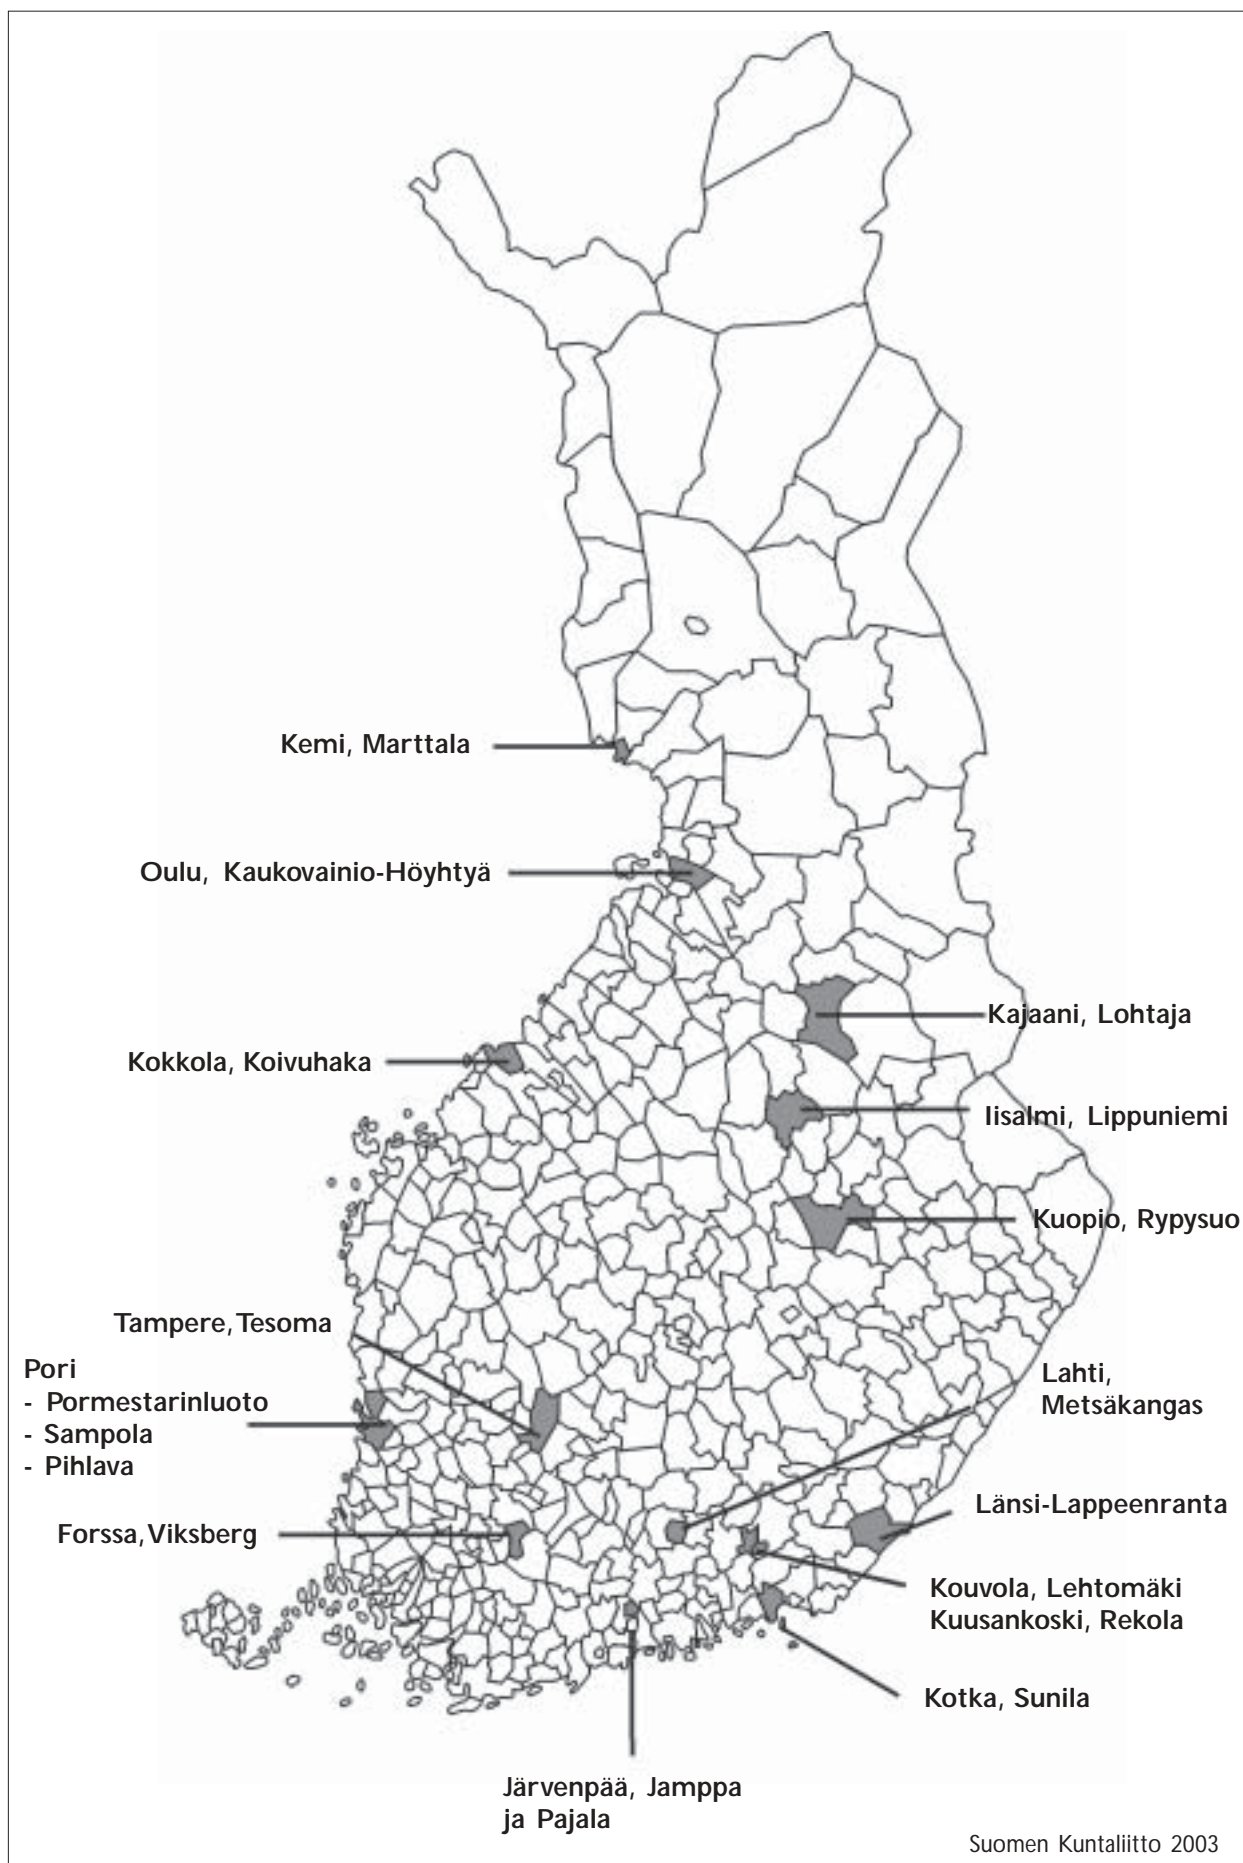 Kemi, Marttala
Oulu, Kaukovainio-Höyhtyä
Kajaani, Lohtaja
Kokkola, Koivuhaka
Iisalmi, Lippuniemi
Kuopio, Rypysuo
Tampere, Tesoma
Pori
- Pormestarinluoto
- Sampola
- Pihlava
Lahti,
Metsäkangas
Länsi-Lappeenranta
Forssa, Viksberg
Kouvola, Lehtomäki
Kuusankoski, Rekola
Kotka, Sunila
Järvenpää, Jamppa
ja Pajala
Suomen Kuntaliitto 2003